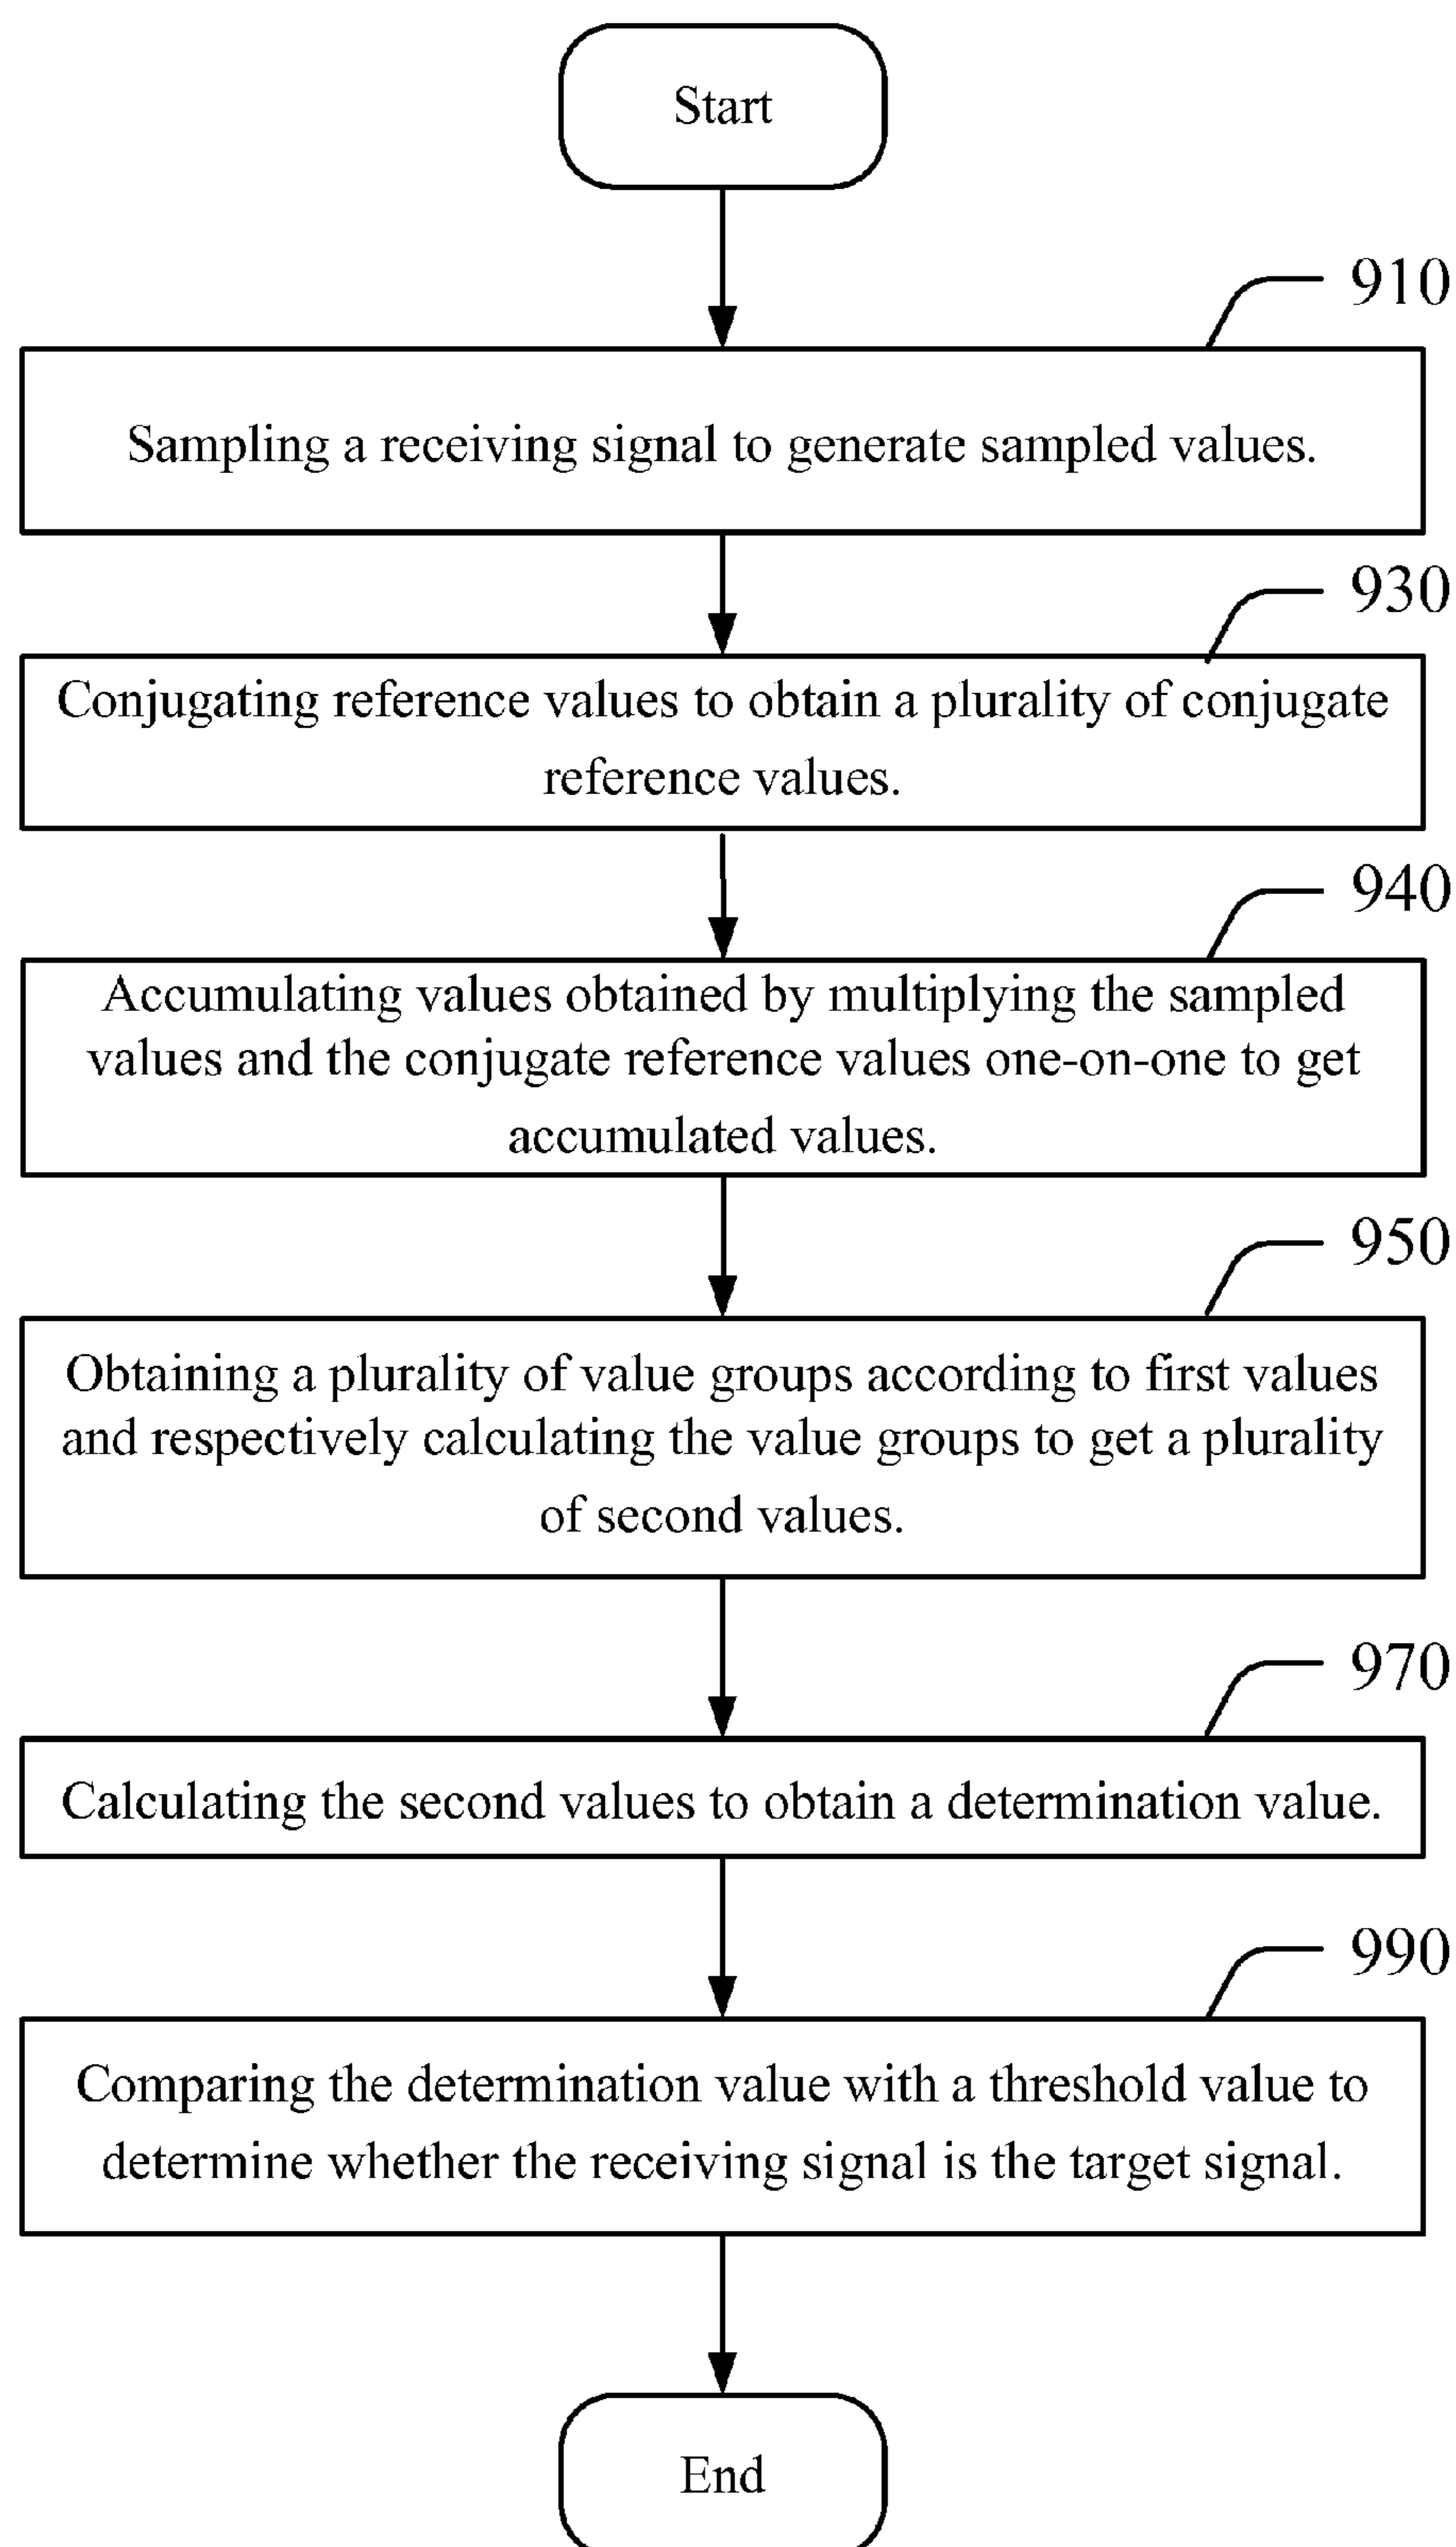 Start
910
Sampling a receiving signal to generate sampled values.
930
Conjugating reference values to obtain a plurality of conjugate
reference values.
940
Accumulating values obtained by multiplying the sampled
values and the conjugate reference values one-on-one to get
accumulated values.
950
Obtaining a plurality of value groups according to first values
and respectively calculating the value groups to get a plurality
of second values.
970
Calculating the second values to obtain a determination value.
990
Comparing the determination value with a threshold value to
determine whether the receiving signal is the target signal.
End